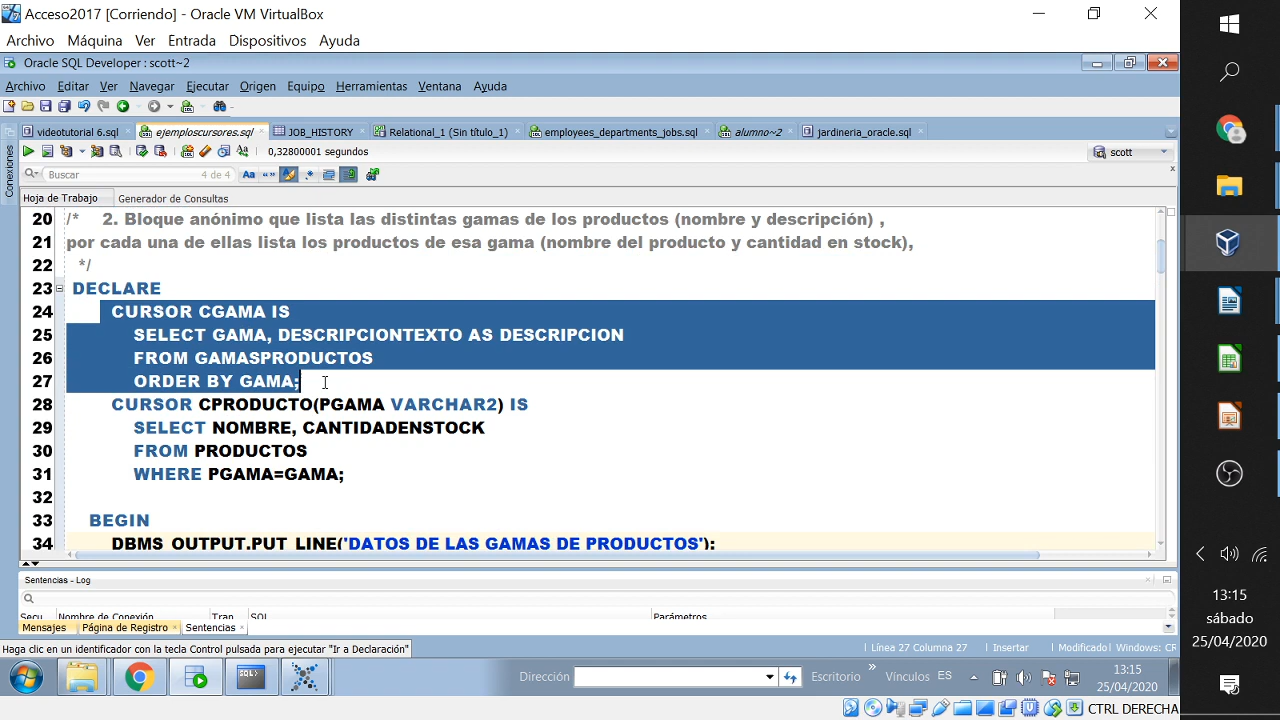 Acceso2017 [Corriendo] - Oracle VM VirtualBox
Archivo Máquina Ver Entrada Dispositivos Ayuda
Oracle SQL Developer : scott~2
Archivo Editar Ver Navegar Ejecutar Origen Equipo Herramientas Ventana Ayuda
videotutorial 6.sql ejemploscursores.sql JOB_HISTORY Relational_1 (Sin título_1) employees_departments_jobs.sql alumno~2 jardineria_oracle.sql
0,32800001 segundos scott
Buscar 4 de 4 Aa
Conexiones
Hoja de Trabajo Generador de Consultas
20 /* 2. Bloque anónimo que lista las distintas gamas de los productos (nombre y descripción) ,
21 por cada una de ellas lista los productos de esa gama (nombre del producto y cantidad en stock),
22 */
23 DECLARE
24 CURSOR CGAMA IS
25 SELECT GAMA, DESCRIPCIONTEXTO AS DESCRIPCION
26 FROM GAMASPRODUCTOS
27 ORDER BY GAMA;
28 CURSOR CPRODUCTO(PGAMA VARCHAR2) IS
29 SELECT NOMBRE, CANTIDADENSTOCK
30 FROM PRODUCTOS
31 WHERE PGAMA=GAMA;
32
33 BEGIN
34 DBMS_OUTPUT.PUT_LINE('DATOS DE LAS GAMAS DE PRODUCTOS');
Sentencias - Log
Secu Nombre de Conexión Tran SQL Parámetros
Mensajes Página de Registro Sentencias
Haga clic en un identificador con la tecla Control pulsada para ejecutar "Ir a Declaración" Línea 27 Columna 27 Insertar Modificado Windows: CR
Dirección Escritorio » Vínculos ES 13:15
25/04/2020
CTRL DERECHA
13:15
sábado
25/04/2020